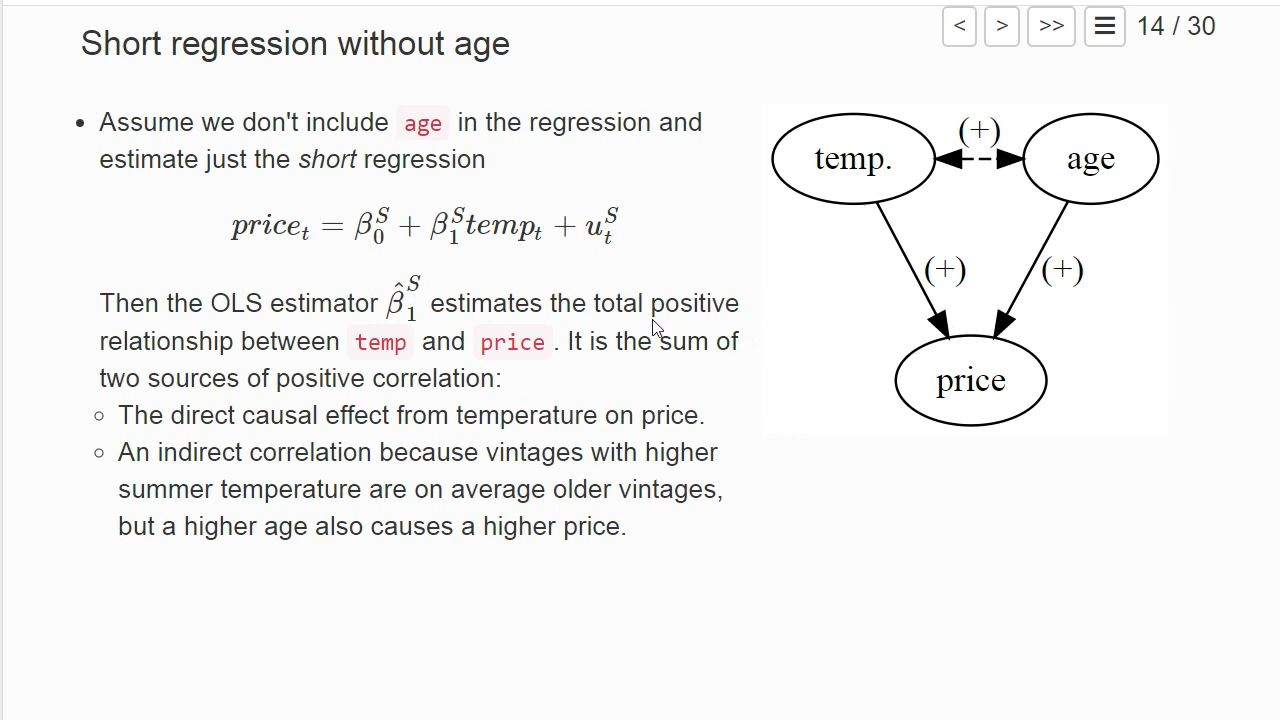 Short regression without age
< > >> ☰ 14 / 30
• Assume we don't include age in the regression and
estimate just the short regression
price_t = β_0^S + β_1^S temp_t + u_t^S
Then the OLS estimator β̂_1^S estimates the total positive
relationship between temp and price . It is the sum of
two sources of positive correlation:
○ The direct causal effect from temperature on price.
○ An indirect correlation because vintages with higher
summer temperature are on average older vintages,
but a higher age also causes a higher price.
(+)
temp. age
(+) (+)
price